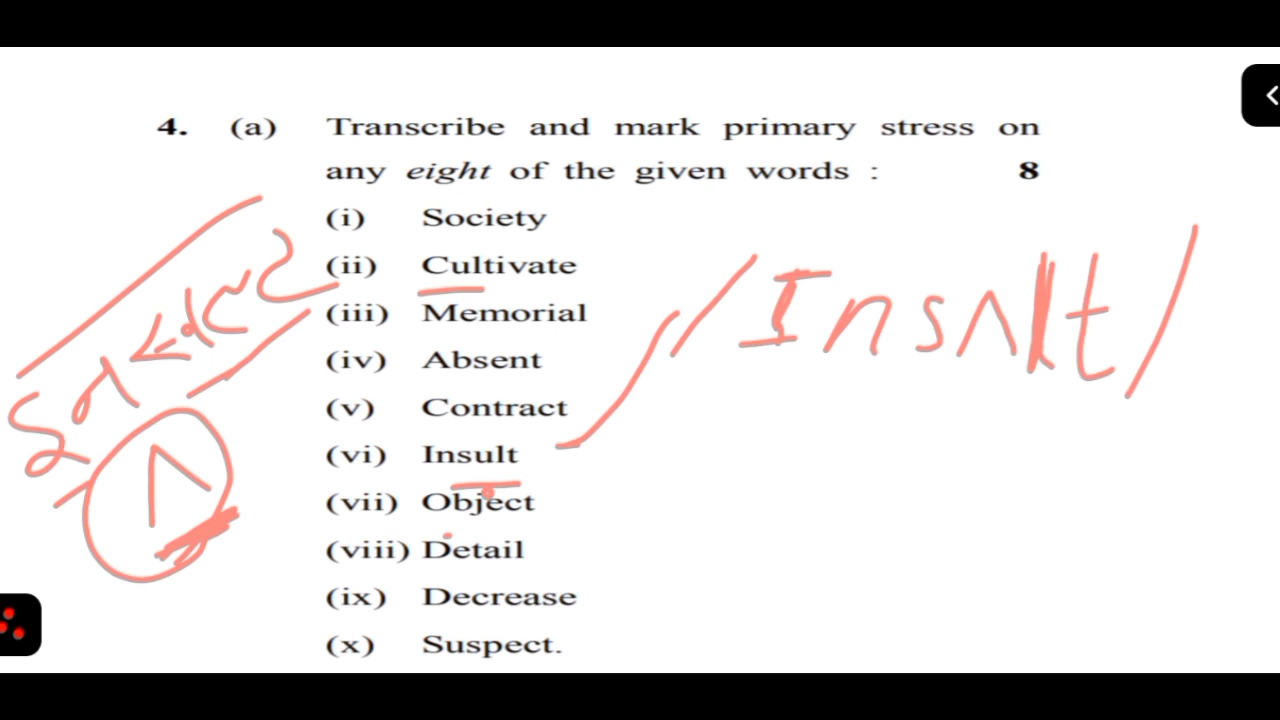 4. (a) Transcribe and mark primary stress on
any eight of the given words : 8
(i) Society
(ii) Cultivate
(iii) Memorial
(iv) Absent
(v) Contract
(vi) Insult
(vii) Object
(viii) Detail
(ix) Decrease
(x) Suspect.
/Insʌlt/
ʌ